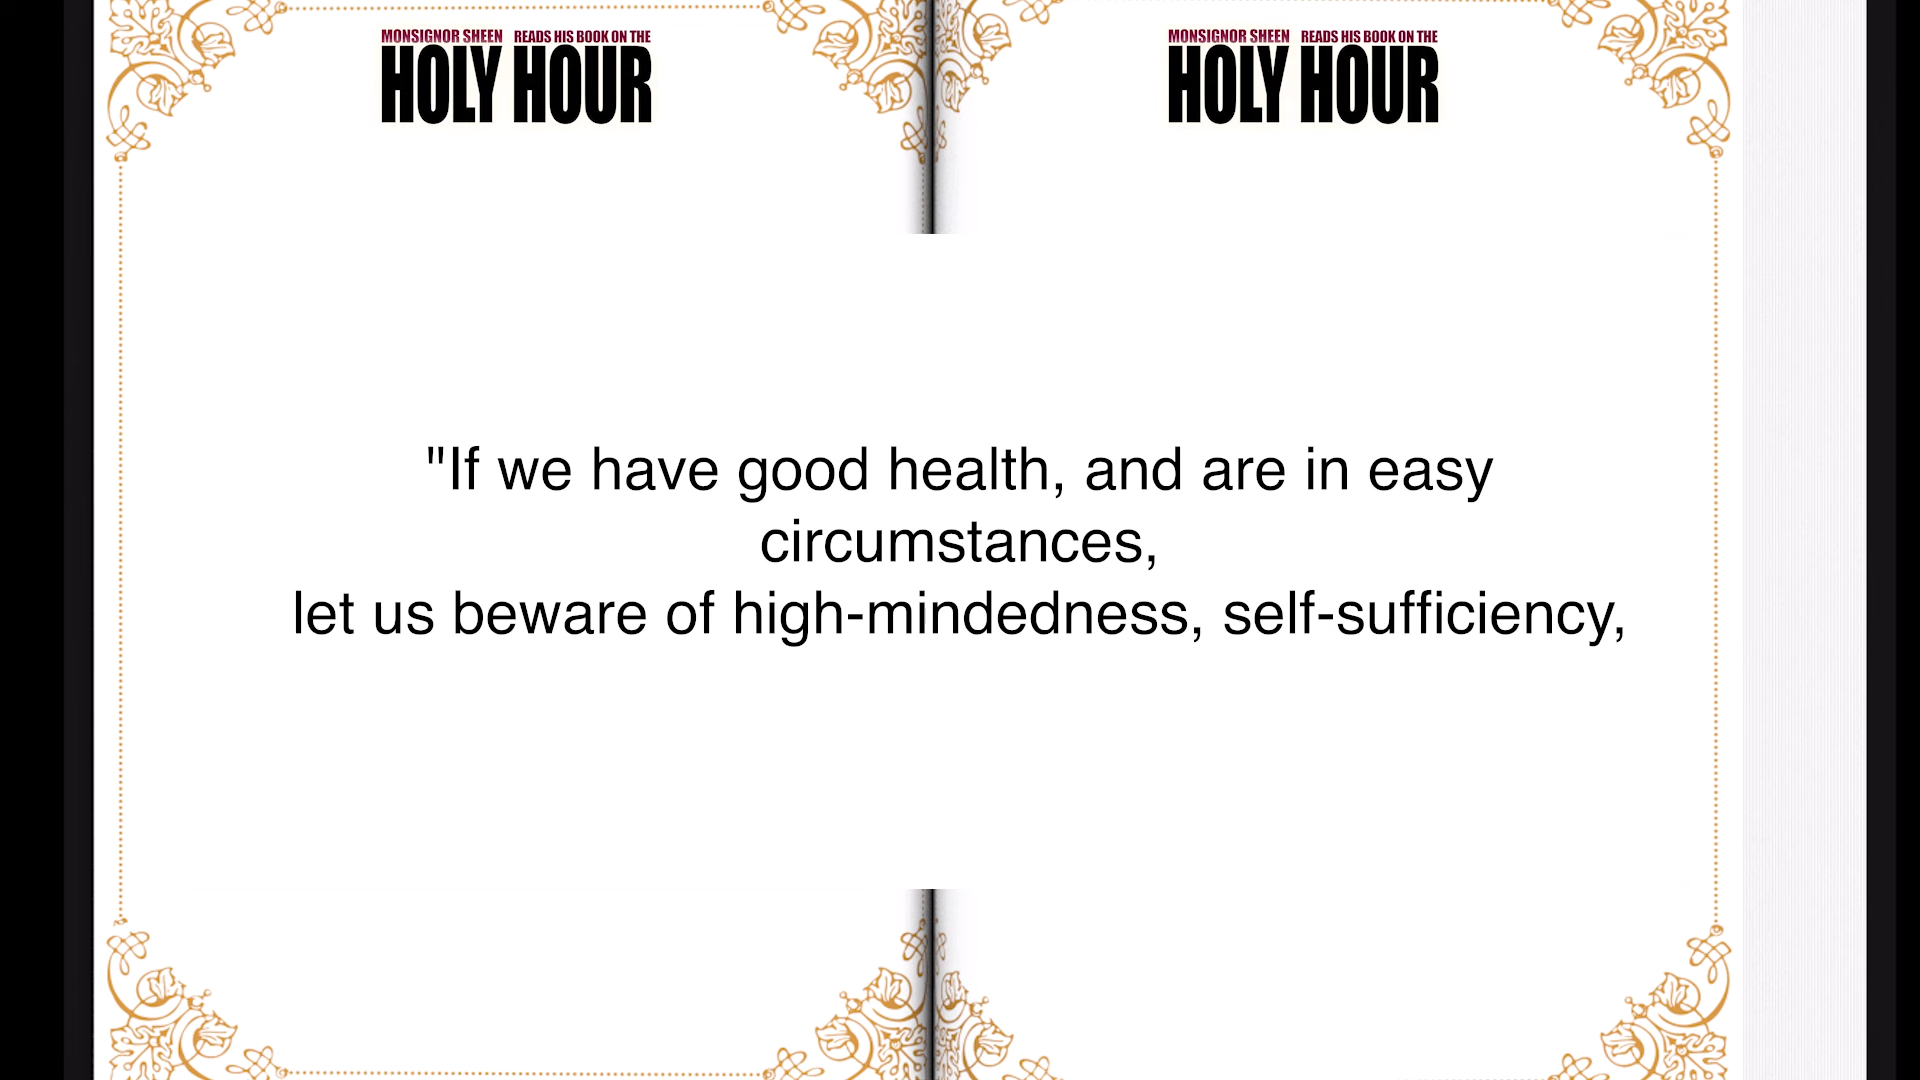 MONSIGNOR SHEEN READS HIS BOOK ON THE
HOLY HOUR
MONSIGNOR SHEEN READS HIS BOOK ON THE
HOLY HOUR
"If we have good health, and are in easy
circumstances,
let us beware of high-mindedness, self-sufficiency,